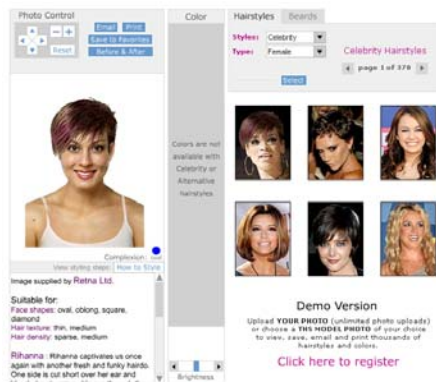 Photo Control
Email
Print
Save to Favorites
Before & After
Reset
Complexion:
View styling steps:
How to Style
Image supplied by Retna Ltd.
Suitable for:
Face shapes: oval, oblong, square,
diamond
Hair texture: thin, medium
Hair density: sparse, medium
Rihanna : Rihanna captivates us once
again with another fresh and funky hairdo.
One side is cut short over her ear and
Color
Colors are not
available with
Celebrity or
Alternative
hairstyles
Brightness
Hairstyles
Beards
Styles:
Celebrity
Type:
Female
Select
Celebrity Hairstyles
page 1 of 378
Demo Version
Upload YOUR PHOTO (unlimited photo uploads)
or choose a THS MODEL PHOTO of your choice
to view, save, email and print thousands of
hairstyles and colors.
Click here to register